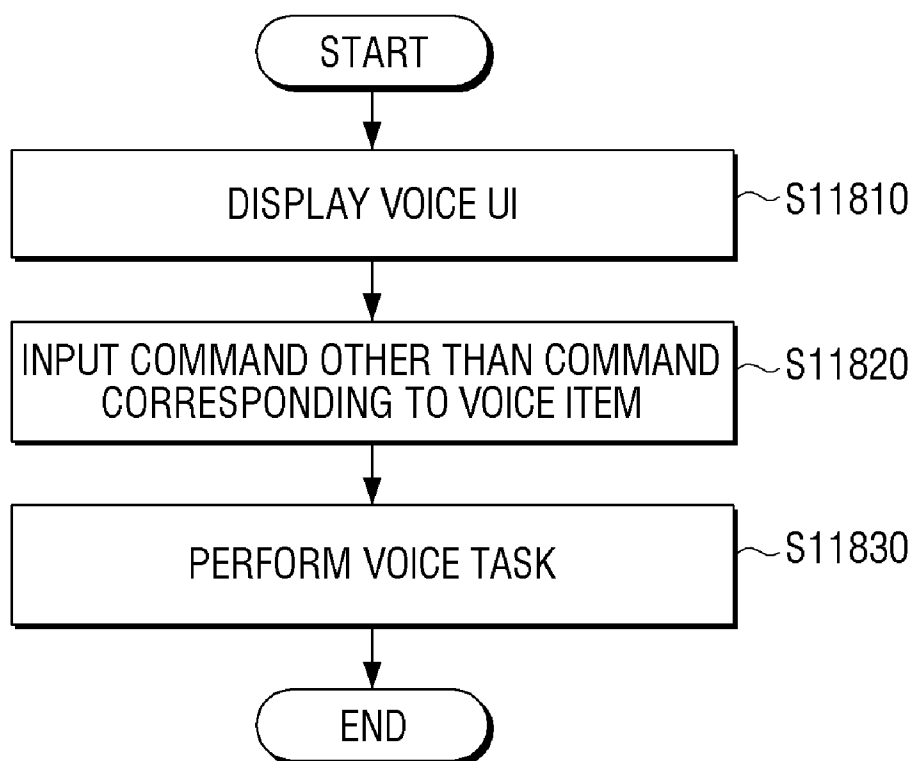 START
DISPLAY VOICE UI
S11810
INPUT COMMAND OTHER THAN COMMAND
CORRESPONDING TO VOICE ITEM
S11820
PERFORM VOICE TASK
S11830
END